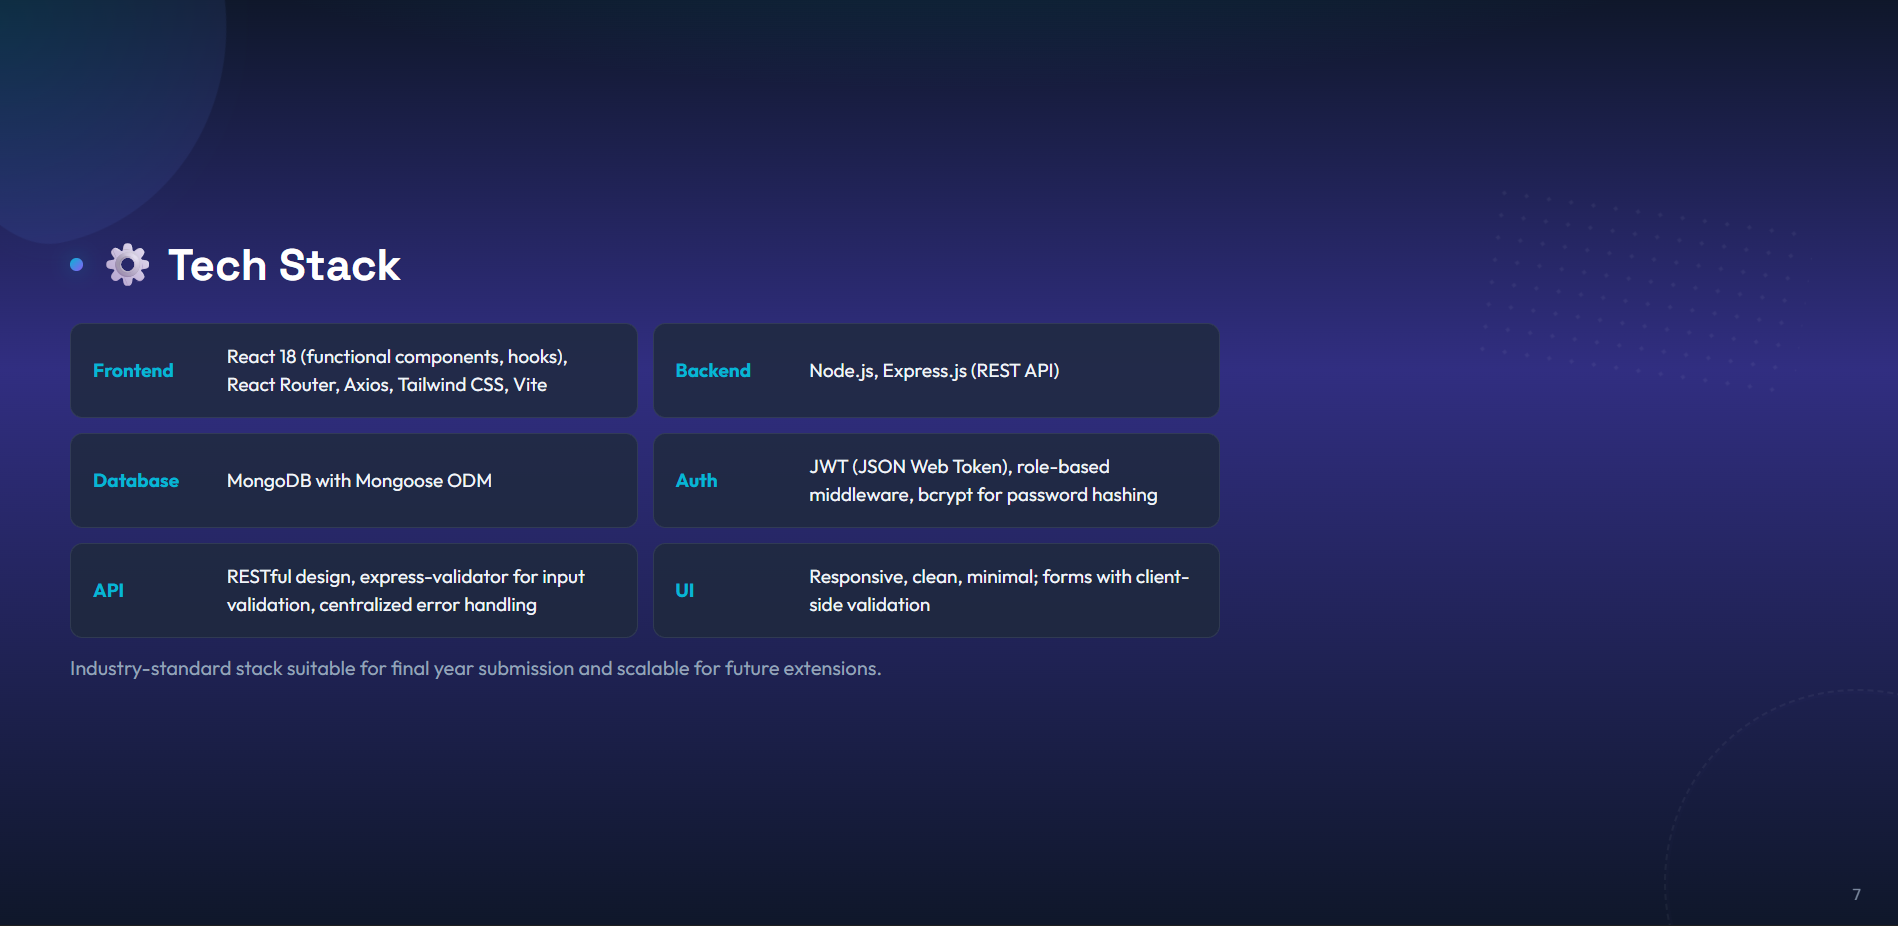 Tech Stack
Frontend
React 18 (functional components, hooks),
React Router, Axios, Tailwind CSS, Vite
Backend
Node.js, Express.js (REST API)
Database
MongoDB with Mongoose ODM
Auth
JWT (JSON Web Token), role-based
middleware, bcrypt for password hashing
API
RESTful design, express-validator for input
validation, centralized error handling
UI
Responsive, clean, minimal; forms with client-
side validation
Industry-standard stack suitable for final year submission and scalable for future extensions.
7